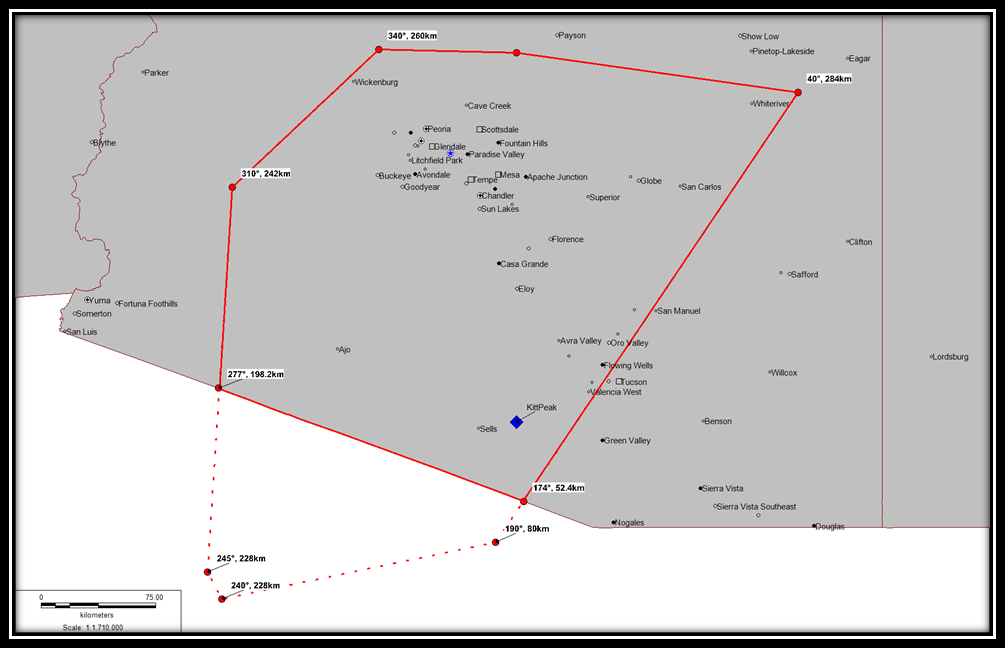 340°, 260km
Payson
Show Low
Pinetop-Lakeside
Eagar
Parker
40°, 284km
Wickenburg
Whiteriver
Cave Creek
Peoria
Scottsdale
Blythe
Glendale
Fountain Hills
Paradise Valley
Litchfield Park
310°, 242km
Buckeye
Avondale
Tempe
Mesa
Apache Junction
Globe
San Carlos
Goodyear
Chandler
Superior
Sun Lakes
Florence
Clifton
Casa Grande
Safford
Eloy
Yuma
Fortuna Foothills
Somerton
San Manuel
San Luis
Avra Valley
Oro Valley
Ajo
Lordsburg
Flowing Wells
277°, 198.2km
Willcox
Tucson
Valencia West
KittPeak
Sells
Benson
Green Valley
174°, 52.4km
Sierra Vista
Sierra Vista Southeast
190°, 80km
Nogales
Douglas
245°, 228km
240°, 228km
0
75.00
kilometers
Scale: 1:1,710,000